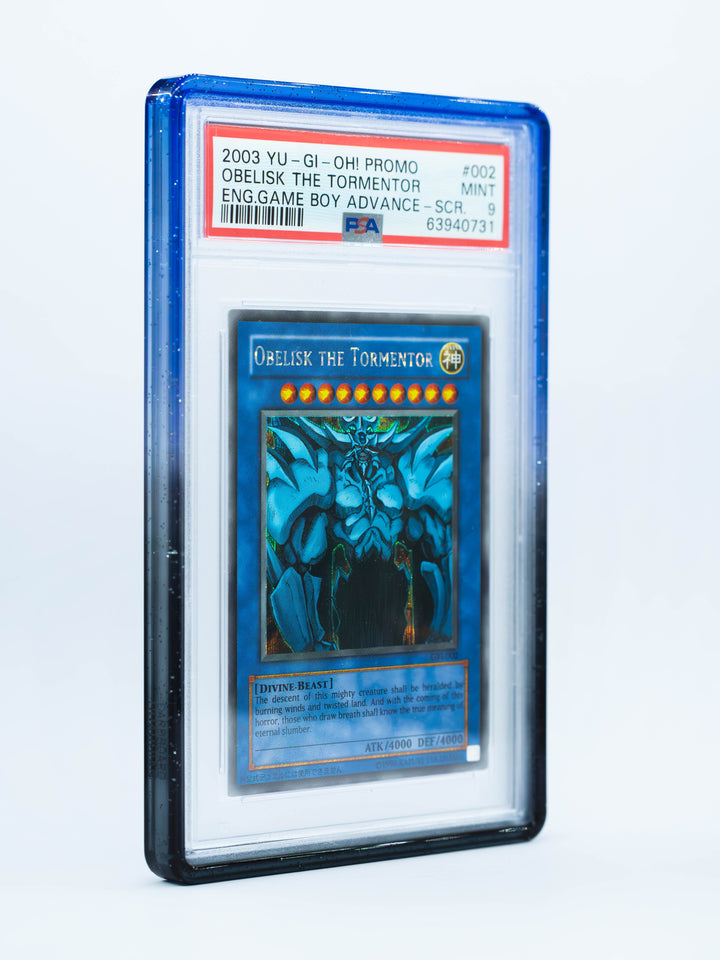 2003 YU-GI-OH! PROMO #002
OBELISK THE TORMENTOR MINT
ENG.GAME BOY ADVANCE-SCR. 9
PSA 63940731
OBELISK THE TORMENTOR 神
[DIVINE-BEAST]
The descent of this mighty creature shall be heralded by
burning winds and twisted land. And with the coming of this
horror, those who draw breath shall know the true meaning of
eternal slumber.
ATK/4000 DEF/4000
©1996 KAZUKI TAKAHASHI